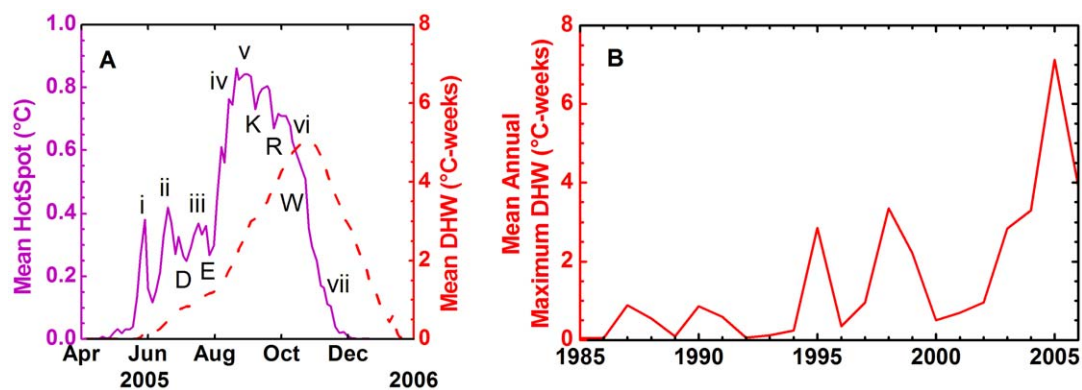 A
B
Mean HotSpot (°C)
1.0
0.8
0.6
0.4
0.2
0.0
i
ii
iii
iv
v
vi
vii
D
E
K
R
W
8
6
4
2
0
Mean DHW (°C-weeks)
Apr Jun Aug Oct Dec
2005 2006
Mean Annual
Maximum DHW (°C-weeks)
8
6
4
2
0
1985 1990 1995 2000 2005